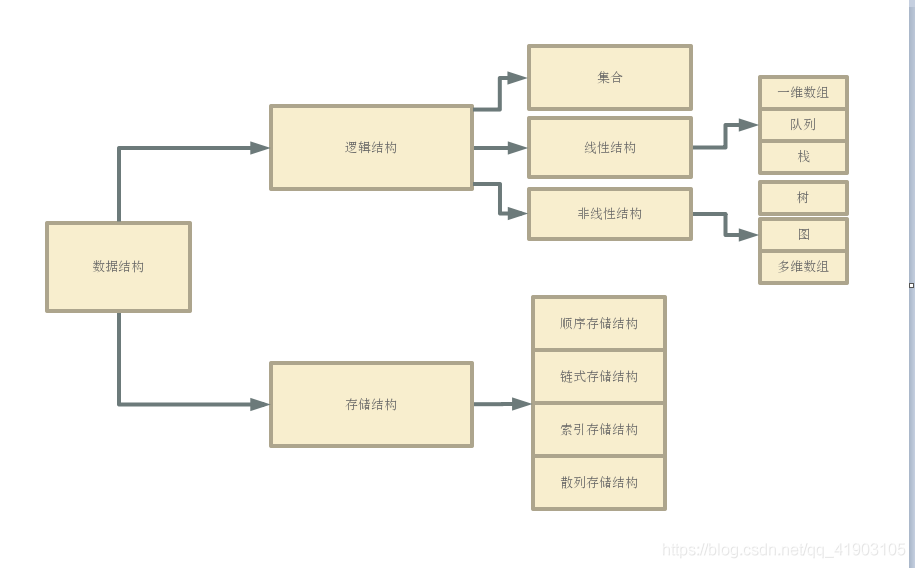 集合
一维数组
逻辑结构
线性结构
队列
栈
非线性结构
树
图
数据结构
多维数组
顺序存储结构
链式存储结构
存储结构
索引存储结构
散列存储结构
https://blog.csdn.net/qq_41903105